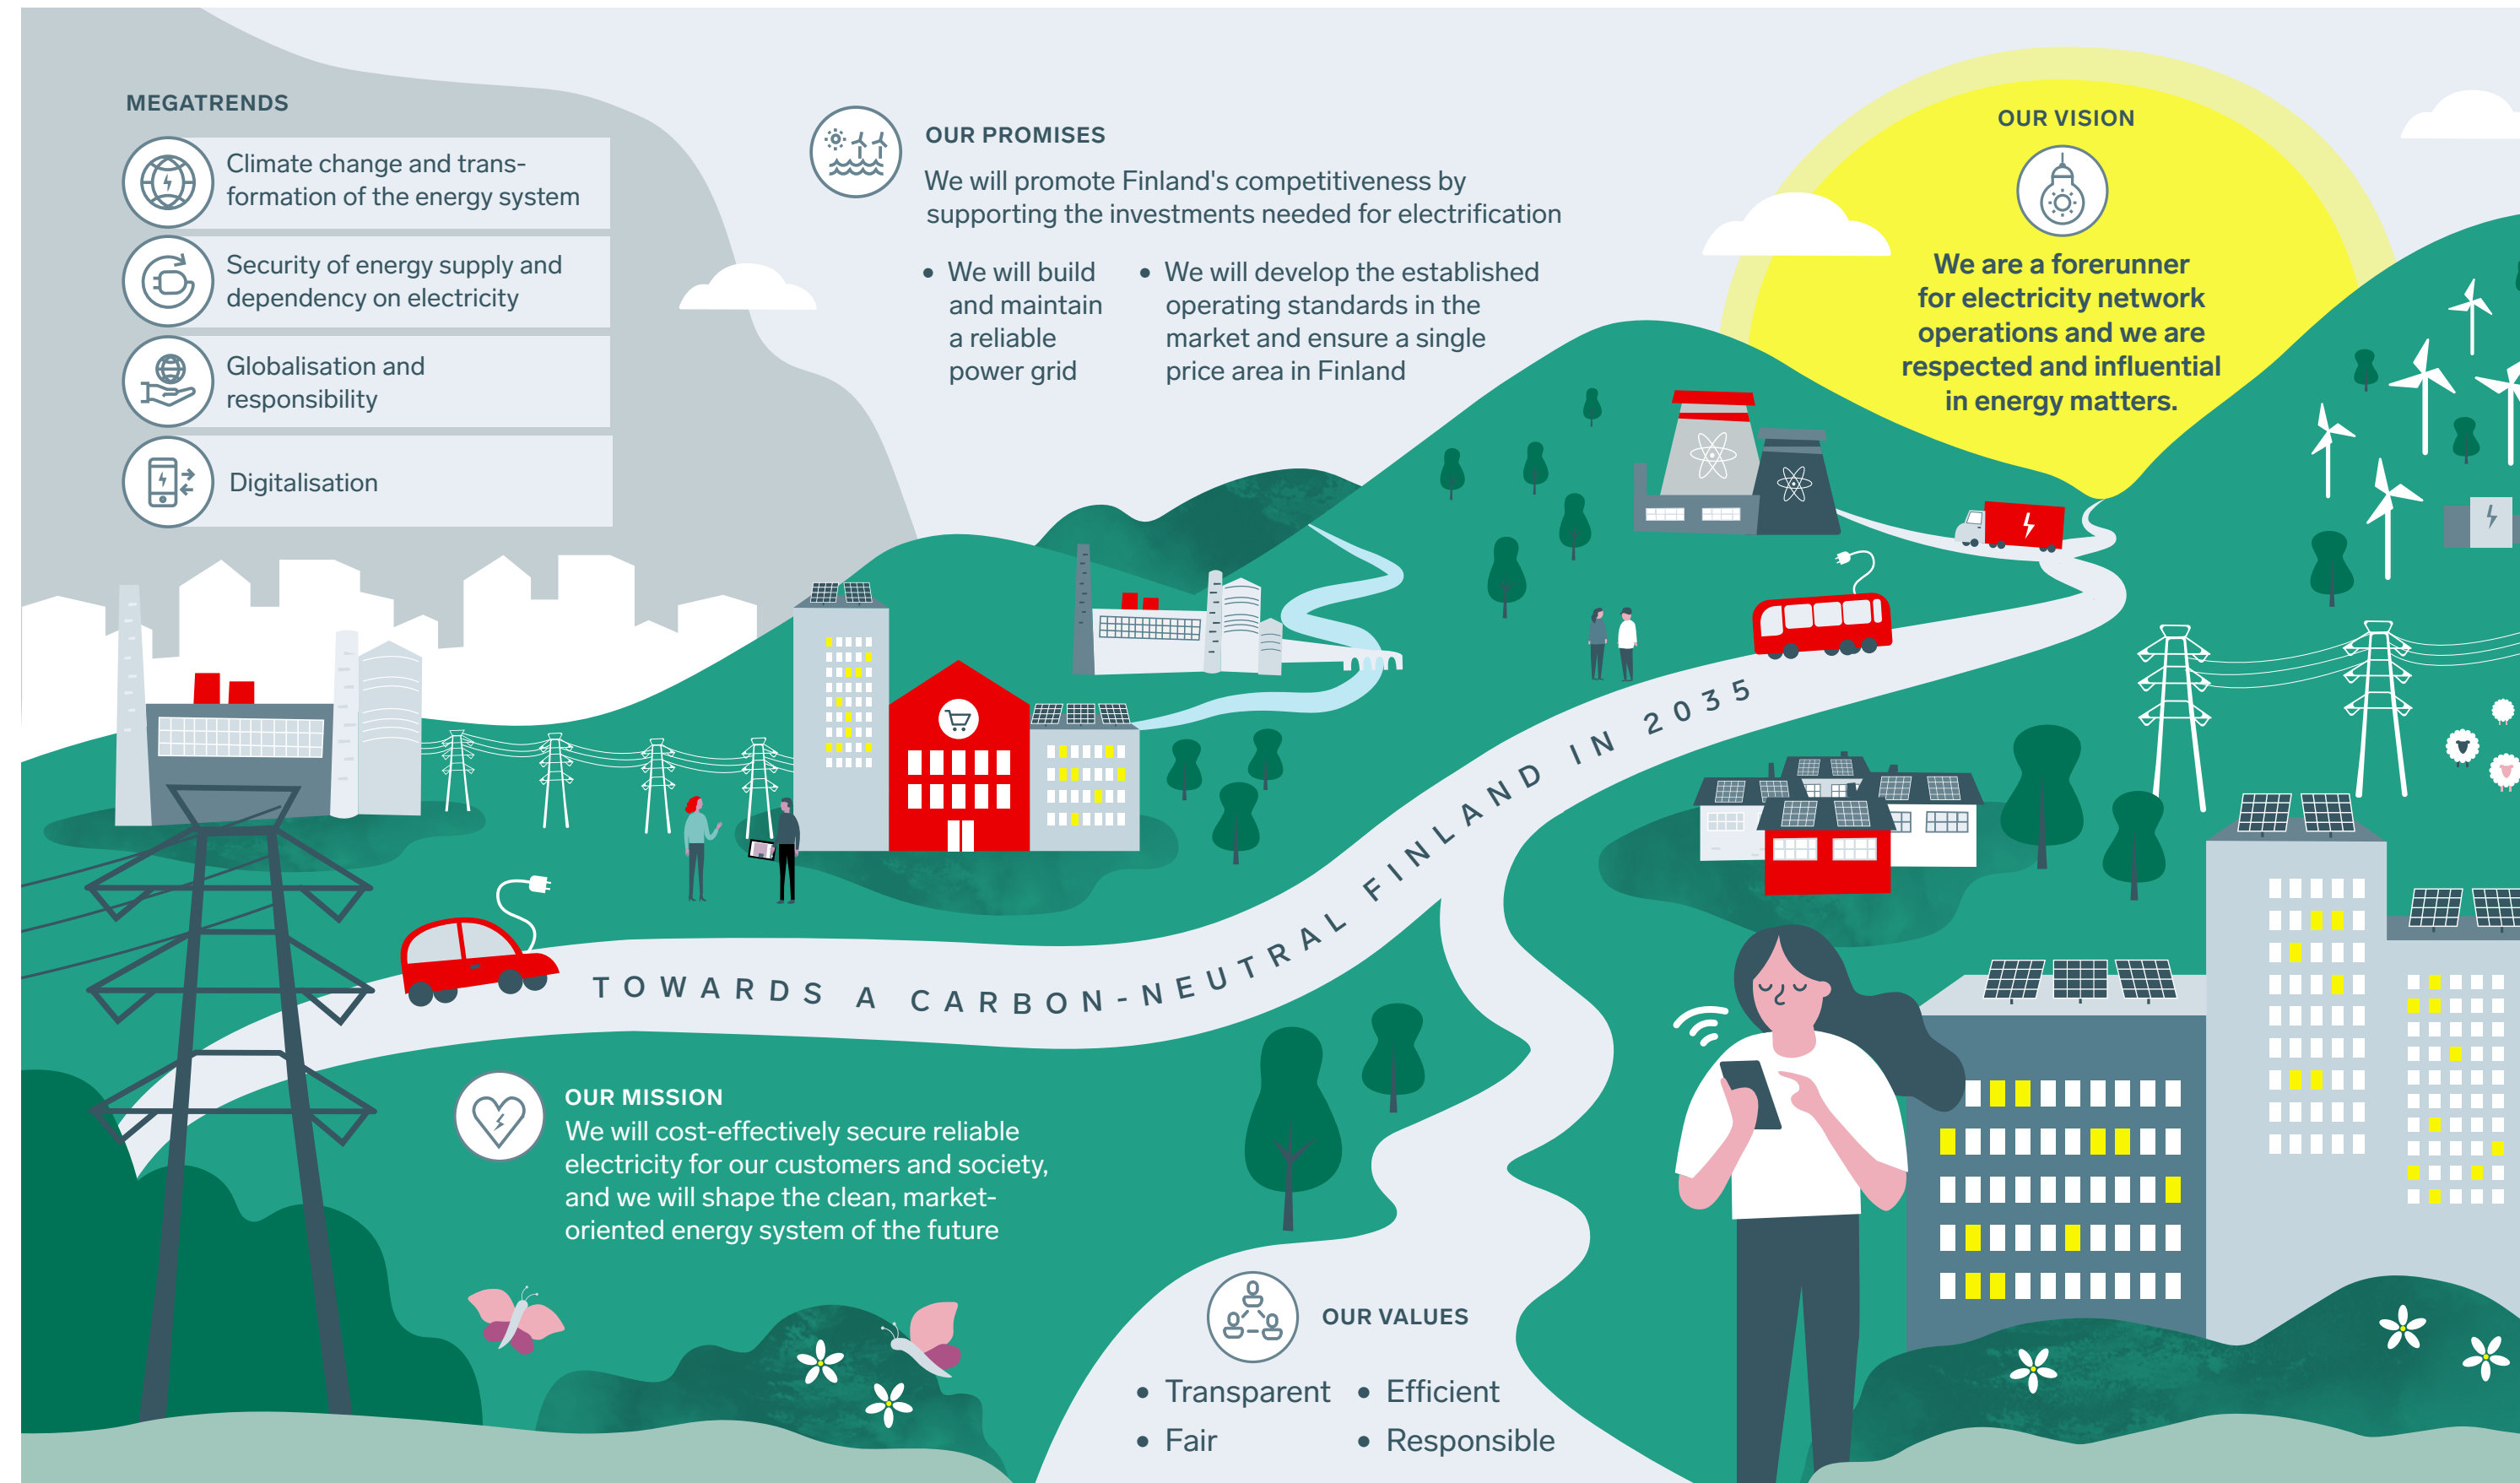 MEGATRENDS
Climate change and trans-
formation of the energy system
Security of energy supply and
dependency on electricity
Globalisation and
responsibility
Digitalisation
OUR PROMISES
We will promote Finland's competitiveness by
supporting the investments needed for electrification
• We will build
and maintain
a reliable
power grid
• We will develop the established
operating standards in the
market and ensure a single
price area in Finland
OUR VISION
We are a forerunner
for electricity network
operations and we are
respected and influential
in energy matters.
TOWARDS A CARBON-NEUTRAL FINLAND IN 2035
OUR MISSION
We will cost-effectively secure reliable
electricity for our customers and society,
and we will shape the clean, market-
oriented energy system of the future
OUR VALUES
• Transparent • Efficient
• Fair • Responsible